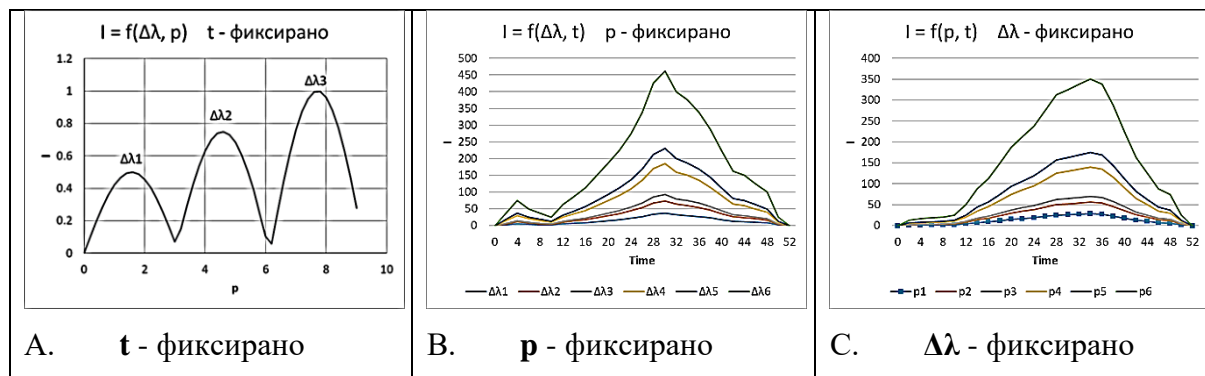 I = f(Δλ, p) t - фиксирано
1.2
1
0.8
0.6
0.4
0.2
0
I
Δλ1
Δλ2
Δλ3
0 2 4 6 8 10
p
A. t - фиксирано
I = f(Δλ, t) p - фиксирано
500
450
400
350
300
250
200
150
100
50
0
I
0 4 8 12 16 20 24 28 32 36 40 44 48 52
Time
Δλ1 Δλ2 Δλ3 Δλ4 Δλ5 Δλ6
B. p - фиксирано
I = f(p, t) Δλ - фиксирано
400
350
300
250
200
150
100
50
0
I
0 4 8 12 16 20 24 28 32 36 40 44 48 52
Time
p1 p2 p3 p4 p5 p6
C. Δλ - фиксирано